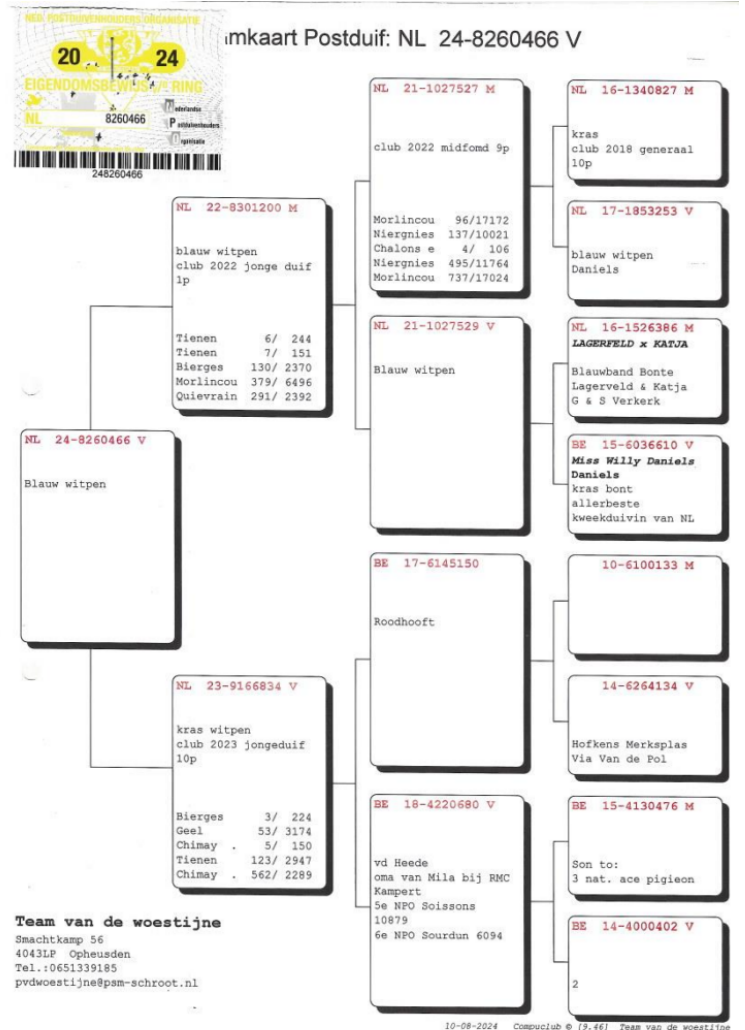 NED. POSTDUIVENHOUDERS ORGANISATIE
20 24
EIGENDOMSBEWIJS RING
NL 8260466
Nederlandse
Postduivenhouders
Organisatie
248260466
mkaart Postduif: NL 24-8260466 V
NL 24-8260466 V
Blauw witpen
NL 22-8301200 M
blauw witpen
club 2022 jonge duif
1p
Tienen 6/ 244
Tienen 7/ 151
Bierges 130/ 2370
Morlincou 379/ 6496
Quievrain 291/ 2392
NL 23-9166834 V
kras witpen
club 2023 jongeduif
10p
Bierges 3/ 224
Geel 53/ 3174
Chimay . 5/ 150
Tienen 123/ 2947
Chimay . 562/ 2289
NL 21-1027527 M
club 2022 midfomd 9p
Morlincou 96/17172
Niergnies 137/10021
Chalons e 4/ 106
Niergnies 495/11764
Morlincou 737/17024
NL 21-1027529 V
Blauw witpen
BE 17-6145150
Roodhooft
BE 18-4220680 V
vd Heede
oma van Mila bij RMC
Kampert
5e NPO Soissons
10879
6e NPO Sourdun 6094
NL 16-1340827 M
kras
club 2018 generaal
10p
NL 17-1853253 V
blauw witpen
Daniels
NL 16-1526386 M
LAGERFELD x KATJA
Blauwband Bonte
Lagerveld & Katja
G & S Verkerk
BE 15-6036610 V
Miss Willy Daniels
Daniels
kras bont
allerbeste
kweekduivin van NL
10-6100133 M
14-6264134 V
Hofkens Merksplas
Via Van de Pol
BE 15-4130476 M
Son to:
3 nat. ace pigieon
BE 14-4000402 V
2
Team van de woestijne
Smachtkamp 56
4043LP Opheusden
Tel.:0651339185
pvdwoestijne@psm-schroot.nl
10-08-2024 Compuclub © [9.46] Team van de woestijne